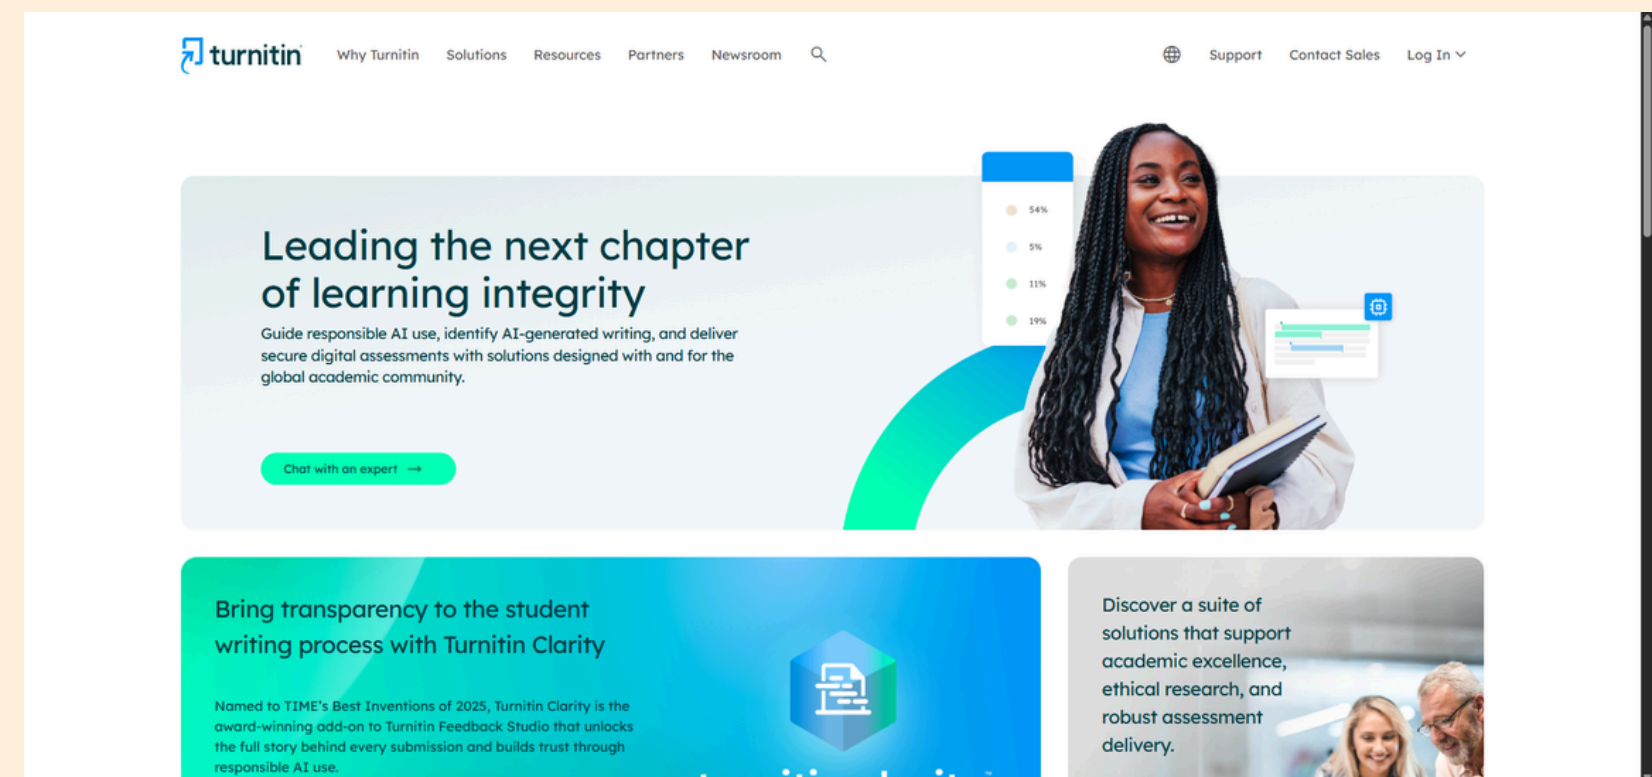 turnitin
Why Turnitin
Solutions
Resources
Partners
Newsroom
Support
Contact Sales
Log In
54%
5%
11%
19%
Leading the next chapter
of learning integrity
Guide responsible AI use, identify AI-generated writing, and deliver
secure digital assessments with solutions designed with and for the
global academic community.
Chat with an expert →
Bring transparency to the student
writing process with Turnitin Clarity
Named to TIME's Best Inventions of 2025, Turnitin Clarity is the
award-winning add-on to Turnitin Feedback Studio that unlocks
the full story behind every submission and builds trust through
responsible AI use.
Discover a suite of
solutions that support
academic excellence,
ethical research, and
robust assessment
delivery.